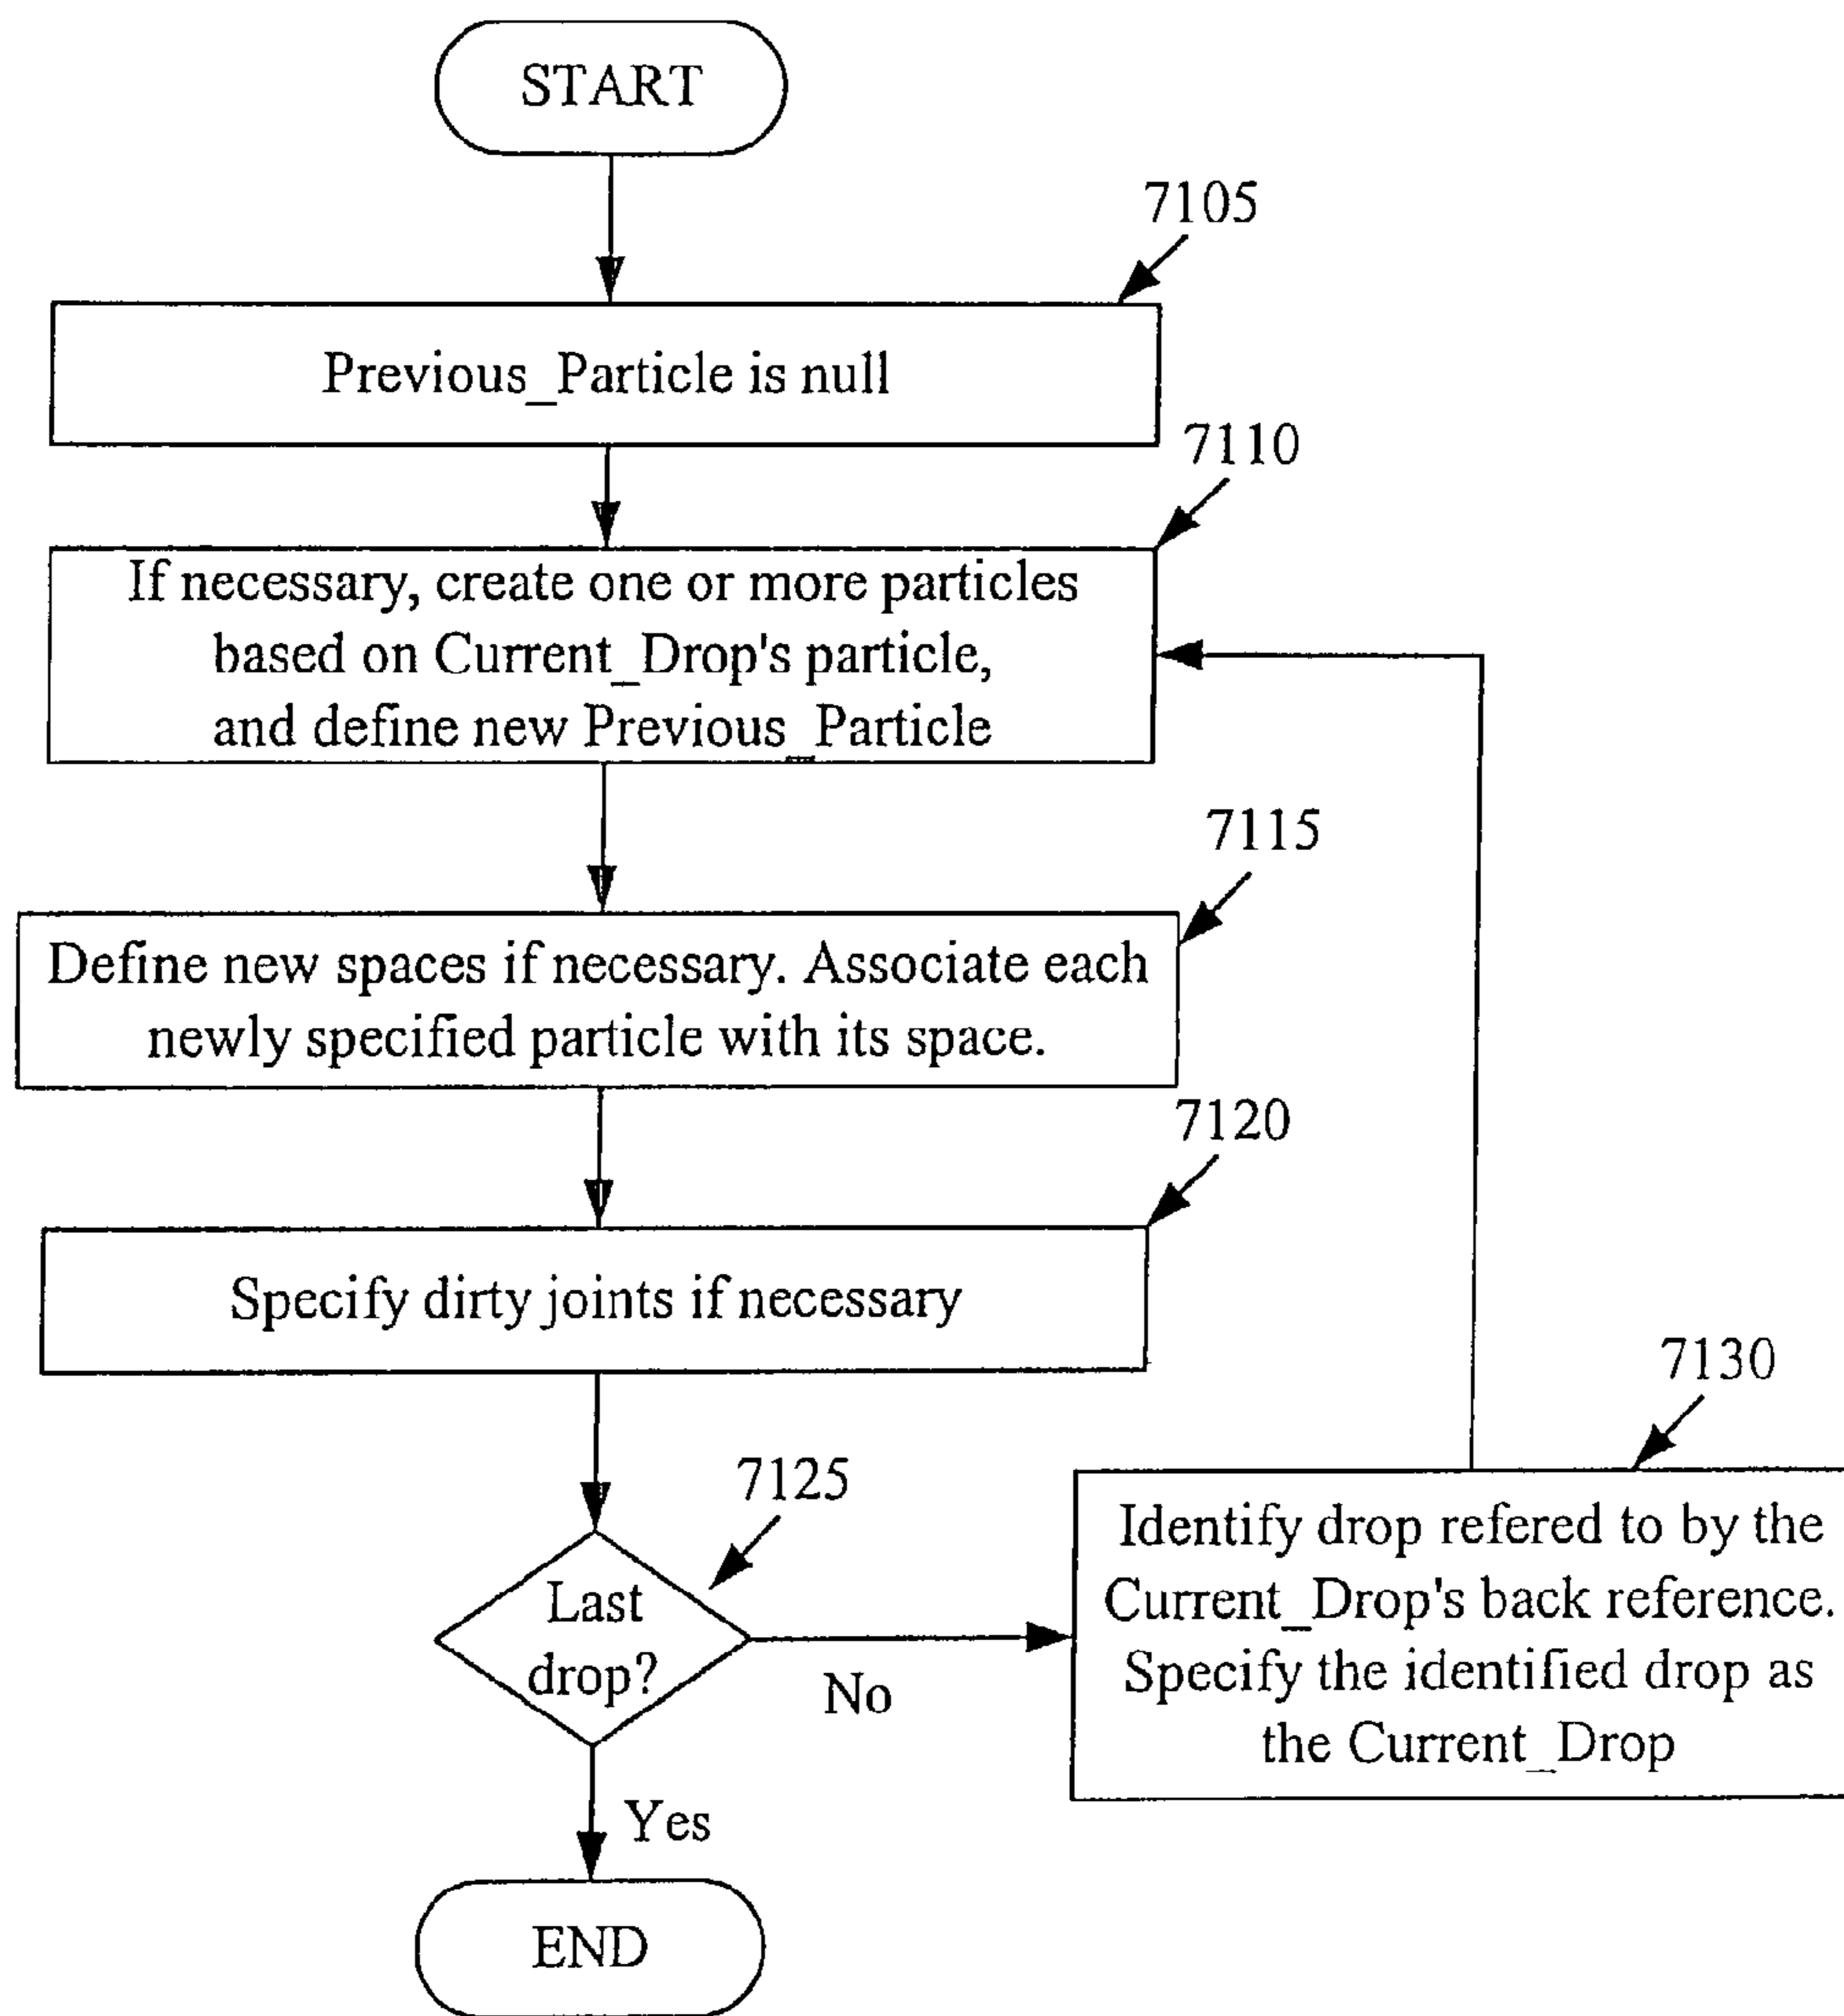 START
7105
Previous_Particle is null
7110
If necessary, create one or more particles
based on Current_Drop's particle,
and define new Previous_Particle
7115
Define new spaces if necessary. Associate each
newly specified particle with its space.
7120
Specify dirty joints if necessary
7125
Last
drop?
No
7130
Identify drop refered to by the
Current_Drop's back reference.
Specify the identified drop as
the Current_Drop
Yes
END